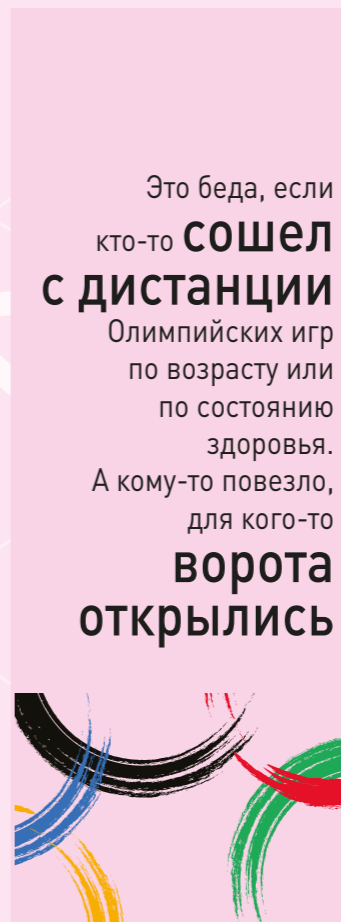 Это беда, если
кто-то сошел
с дистанции
Олимпийских игр
по возрасту или
по состоянию
здоровья.
А кому-то повезло,
для кого-то
ворота
открылись